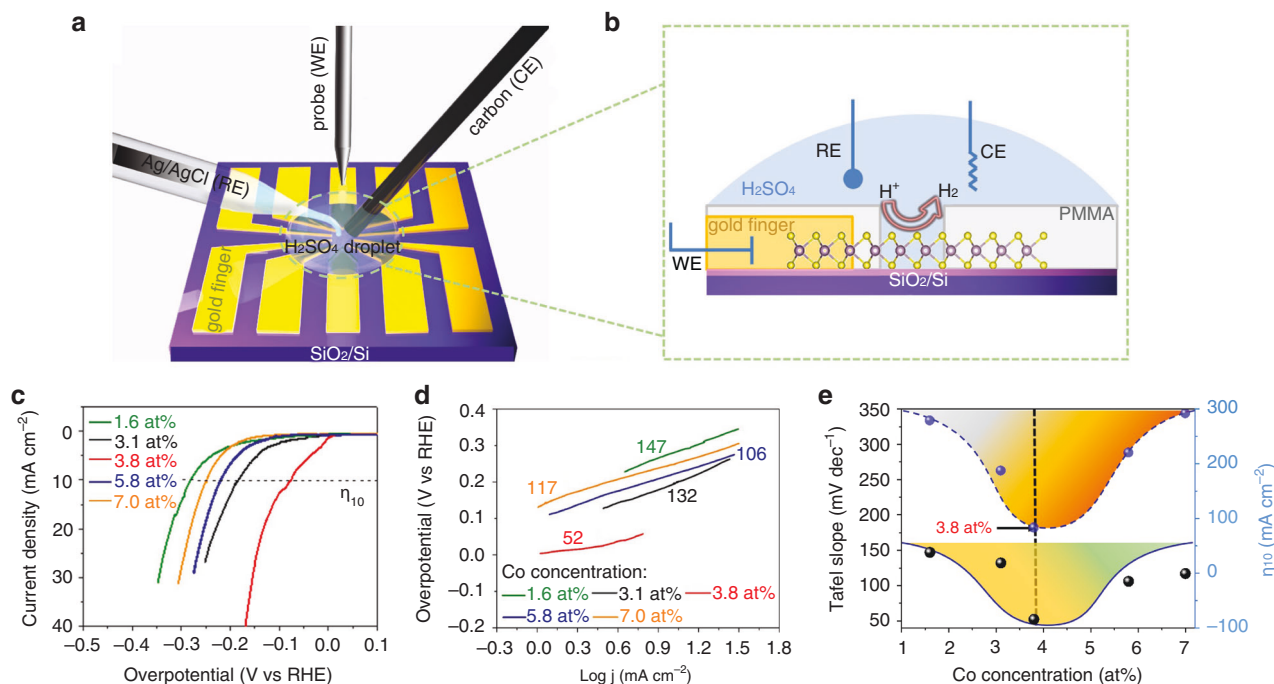 a
probe (WE)
carbon (CE)
Ag/AgCl (RE)
H₂SO₄ droplet
gold finger
SiO₂/Si
b
RE
CE
H₂SO₄
H⁺
H₂
PMMA
gold finger
WE
SiO₂/Si
c
Current density (mA cm⁻²)
0
10
20
30
40
1.6 at%
3.1 at%
3.8 at%
5.8 at%
7.0 at%
η₁₀
−0.5 −0.4 −0.3 −0.2 −0.1 0.0 0.1
Overpotential (V vs RHE)
d
Overpotential (V vs RHE)
0.4
0.3
0.2
0.1
0.0
−0.1
−0.2
147
106
117
132
52
Co concentration:
1.6 at% 3.1 at% 3.8 at%
5.8 at% 7.0 at%
−0.3 0.0 0.3 0.6 0.9 1.2 1.5 1.8
Log j (mA cm⁻²)
e
Tafel slope (mV dec⁻¹)
350
300
250
200
150
100
50
3.8 at%
300
200
100
0
−100
η₁₀ (mA cm⁻²)
1 2 3 4 5 6 7
Co concentration (at%)